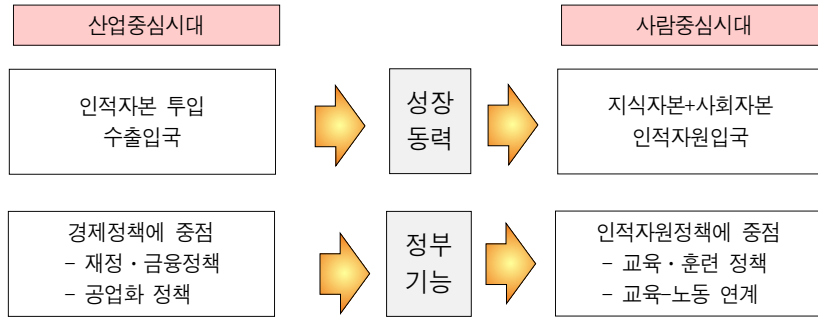 산업중심시대
사람중심시대
인적자본 투입
수출입국
성장
동력
지식자본+사회자본
인적자원입국
경제정책에 중점
- 재정·금융정책
- 공업화 정책
정부
기능
인적자원정책에 중점
- 교육·훈련 정책
- 교육-노동 연계